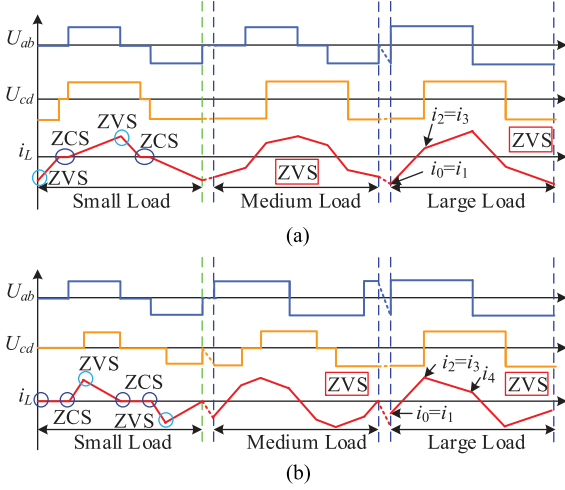 U_ab
U_cd
ZVS
ZCS
ZCS
i_L
ZVS
ZVS
i_2=i_3
ZVS
i_0=i_1
Small Load
Medium Load
Large Load
(a)
U_ab
U_cd
ZVS
ZCS
i_L
ZCS
ZVS
ZVS
i_2=i_3
i_4
ZVS
i_0=i_1
Small Load
Medium Load
Large Load
(b)